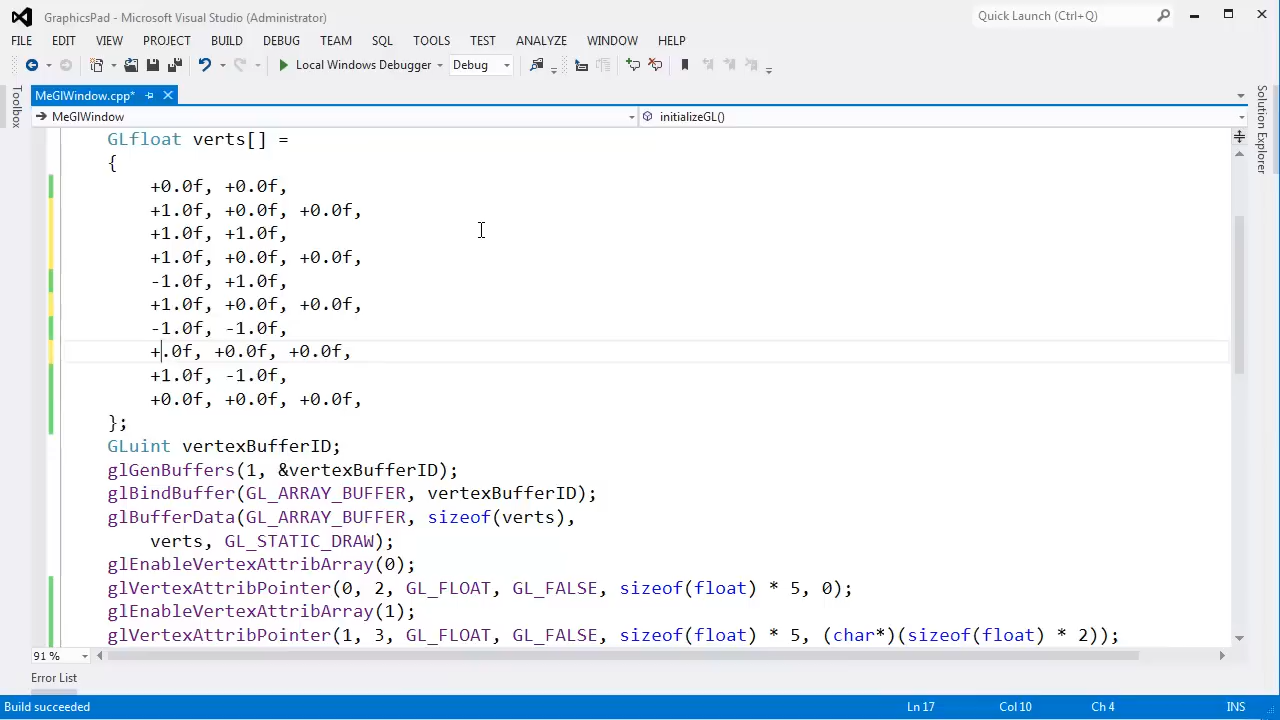 GraphicsPad - Microsoft Visual Studio (Administrator)
Quick Launch (Ctrl+Q)
FILE EDIT VIEW PROJECT BUILD DEBUG TEAM SQL TOOLS TEST ANALYZE WINDOW HELP
Local Windows Debugger Debug
Toolbox
MeGlWindow.cpp*
Solution Explorer
MeGlWindow initializeGL()
GLfloat verts[] =
{
+0.0f, +0.0f,
+1.0f, +0.0f, +0.0f,
+1.0f, +1.0f,
+1.0f, +0.0f, +0.0f,
-1.0f, +1.0f,
+1.0f, +0.0f, +0.0f,
-1.0f, -1.0f,
+.0f, +0.0f, +0.0f,
+1.0f, -1.0f,
+0.0f, +0.0f, +0.0f,
};
GLuint vertexBufferID;
glGenBuffers(1, &vertexBufferID);
glBindBuffer(GL_ARRAY_BUFFER, vertexBufferID);
glBufferData(GL_ARRAY_BUFFER, sizeof(verts),
verts, GL_STATIC_DRAW);
glEnableVertexAttribArray(0);
glVertexAttribPointer(0, 2, GL_FLOAT, GL_FALSE, sizeof(float) * 5, 0);
glEnableVertexAttribArray(1);
glVertexAttribPointer(1, 3, GL_FLOAT, GL_FALSE, sizeof(float) * 5, (char*)(sizeof(float) * 2));
91 %
Error List
Build succeeded Ln 17 Col 10 Ch 4 INS